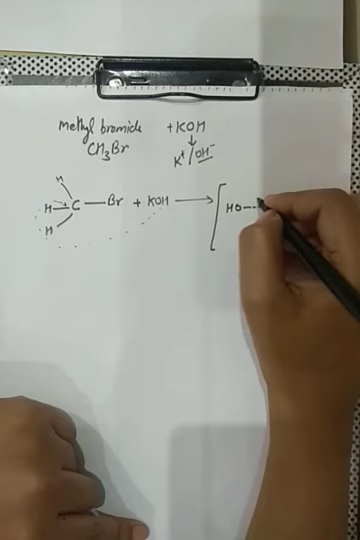 methyl bromide + KOH
CH₃Br K⁺/OH⁻
H
H C — Br + KOH → [ HO --
H